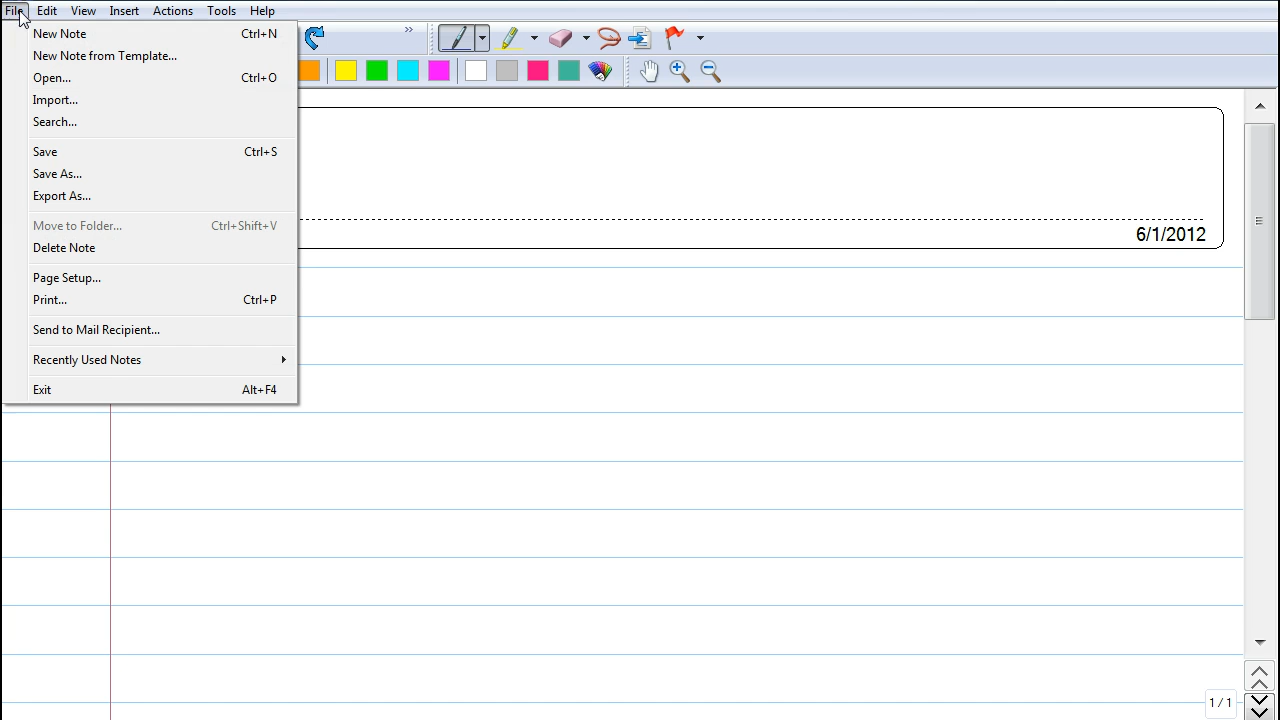 File Edit View Insert Actions Tools Help
New Note Ctrl+N
New Note from Template...
Open... Ctrl+O
Import...
Search...
Save Ctrl+S
Save As...
Export As...
Move to Folder... Ctrl+Shift+V
Delete Note
6/1/2012
Page Setup...
Print... Ctrl+P
Send to Mail Recipient...
Recently Used Notes
Exit Alt+F4
1 / 1